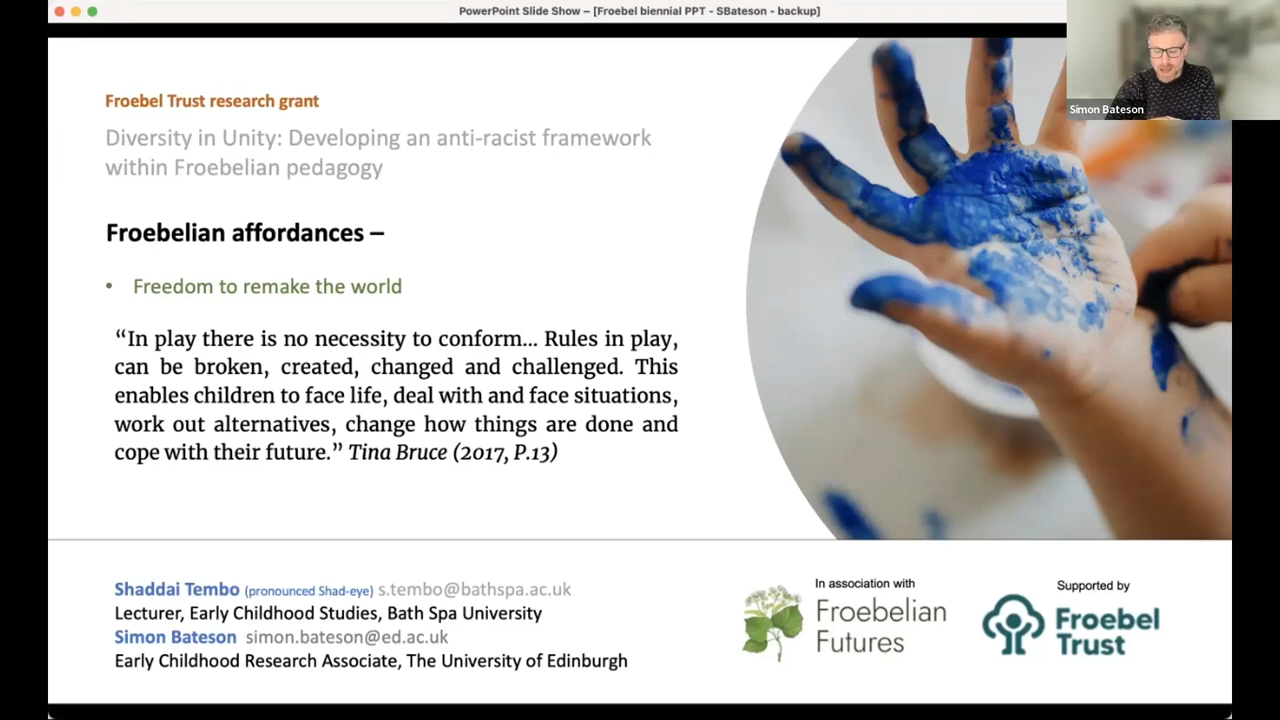 PowerPoint Slide Show – [Froebel biennial PPT - SBateson - backup]
Simon Bateson
Froebel Trust research grant
Diversity in Unity: Developing an anti-racist framework
within Froebelian pedagogy
Froebelian affordances –
• Freedom to remake the world
“In play there is no necessity to conform... Rules in play,
can be broken, created, changed and challenged. This
enables children to face life, deal with and face situations,
work out alternatives, change how things are done and
cope with their future.” Tina Bruce (2017, P.13)
Shaddai Tembo (pronounced Shad-eye) s.tembo@bathspa.ac.uk
Lecturer, Early Childhood Studies, Bath Spa University
Simon Bateson simon.bateson@ed.ac.uk
Early Childhood Research Associate, The University of Edinburgh
In association with
Froebelian
Futures
Supported by
Froebel
Trust